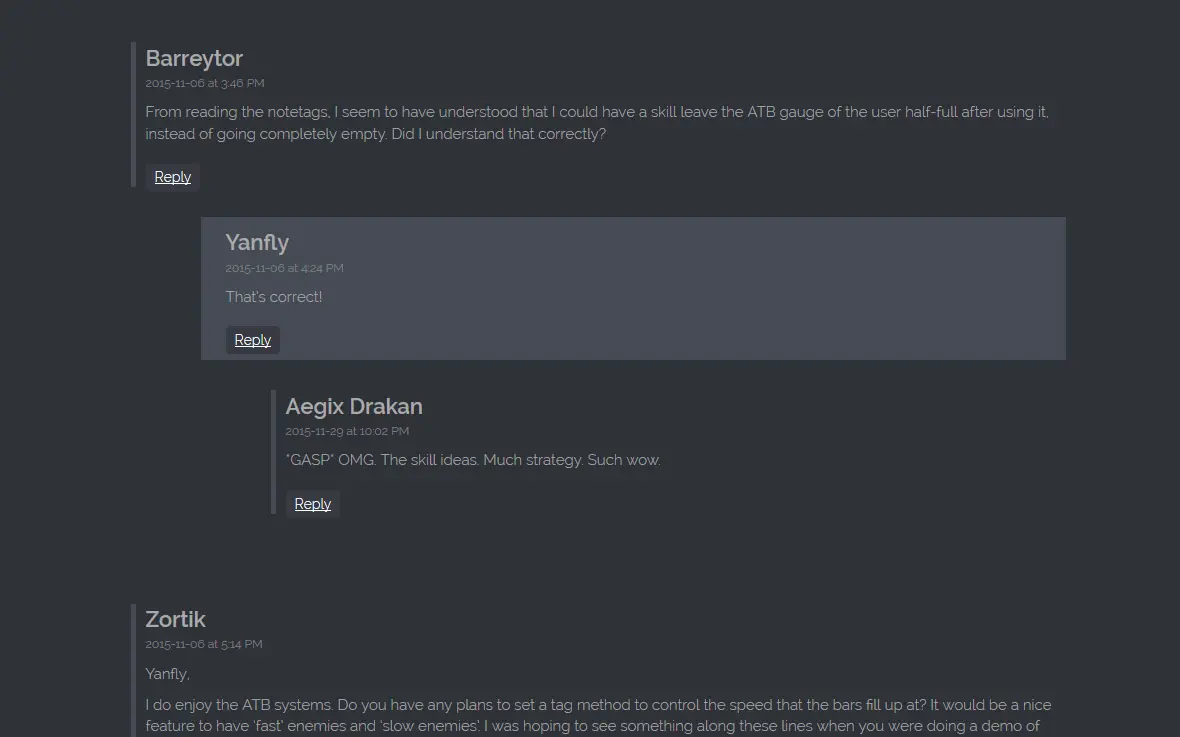 Barreytor
2015-11-06 at 3:46 PM
From reading the notetags, I seem to have understood that I could have a skill leave the ATB gauge of the user half-full after using it,
instead of going completely empty. Did I understand that correctly?
Reply
Yanfly
2015-11-06 at 4:24 PM
That's correct!
Reply
Aegix Drakan
2015-11-29 at 10:02 PM
*GASP* OMG. The skill ideas. Much strategy. Such wow.
Reply
Zortik
2015-11-06 at 5:14 PM
Yanfly,
I do enjoy the ATB systems. Do you have any plans to set a tag method to control the speed that the bars fill up at? It would be a nice
feature to have ‘fast’ enemies and ‘slow enemies’. I was hoping to see something along these lines when you were doing a demo of